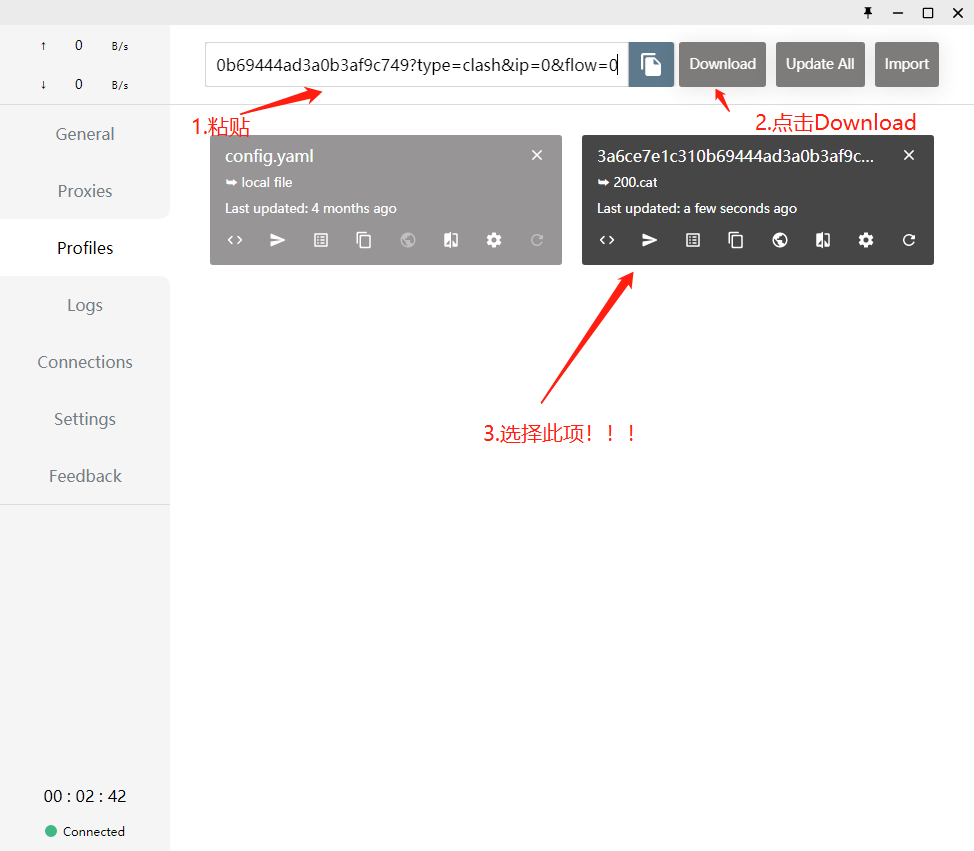 ↑ 0 B/s
↓ 0 B/s
General
Proxies
Profiles
Logs
Connections
Settings
Feedback
00 : 02 : 42
Connected
0b69444ad3a0b3af9c749?type=clash&ip=0&flow=0
Download
Update All
Import
1.粘贴
2.点击Download
config.yaml
local file
Last updated: 4 months ago
3a6ce7e1c310b69444ad3a0b3af9c...
200.cat
Last updated: a few seconds ago
3.选择此项！！！